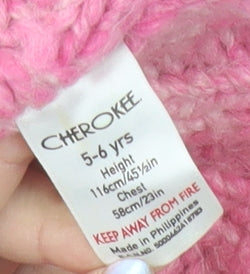 CHEROKEE
5-6 yrs
Height
116cm/45½in
Chest
58cm/23in
KEEP AWAY FROM FIRE
Made in Philippines